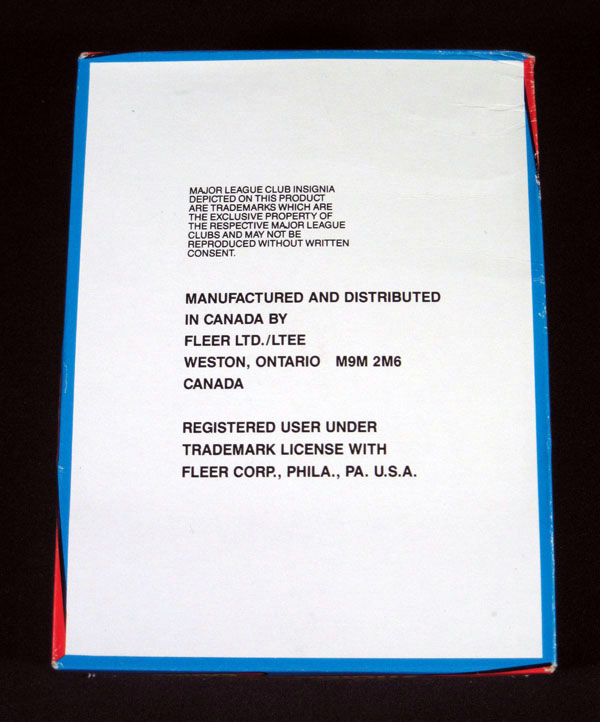 MAJOR LEAGUE CLUB INSIGNIA
DEPICTED ON THIS PRODUCT
ARE TRADEMARKS WHICH ARE
THE EXCLUSIVE PROPERTY OF
THE RESPECTIVE MAJOR LEAGUE
CLUBS AND MAY NOT BE
REPRODUCED WITHOUT WRITTEN
CONSENT.
MANUFACTURED AND DISTRIBUTED
IN CANADA BY
FLEER LTD./LTEE
WESTON, ONTARIO M9M 2M6
CANADA
REGISTERED USER UNDER
TRADEMARK LICENSE WITH
FLEER CORP., PHILA., PA. U.S.A.